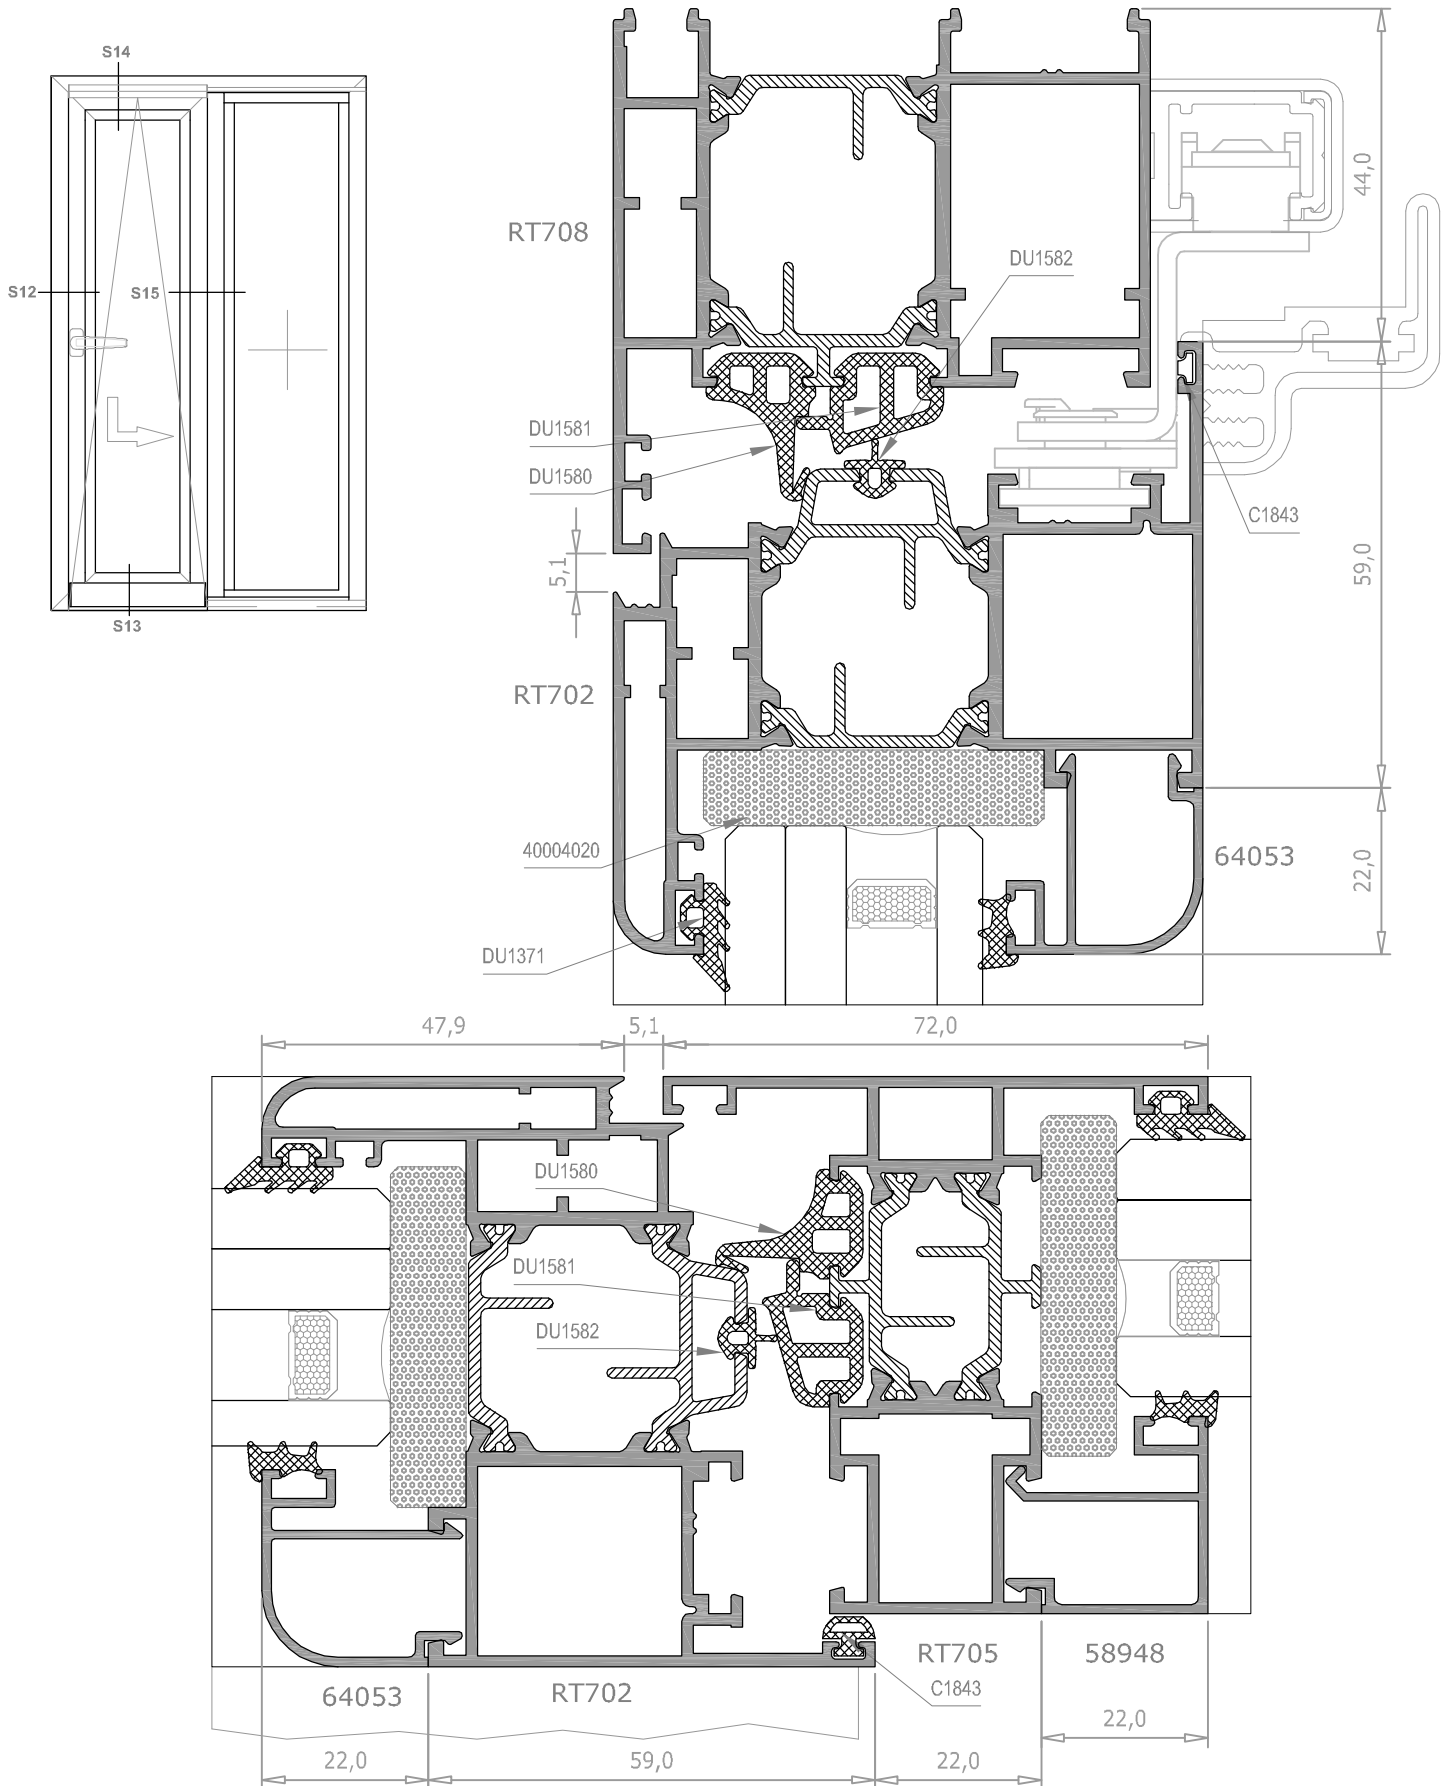 S14
S12
S15
S13
RT708
DU1582
44,0
DU1581
DU1580
C1843
5,1
59,0
RT702
40004020
64053
22,0
DU1371
47,9
5,1
72,0
DU1580
DU1581
DU1582
RT705
58948
64053
RT702
C1843
22,0
22,0
59,0
22,0